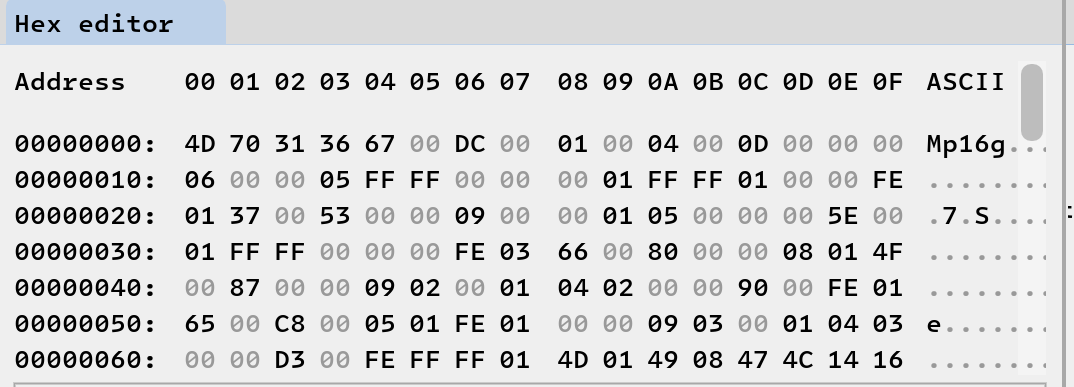 Hex editor
Address 00 01 02 03 04 05 06 07 08 09 0A 0B 0C 0D 0E 0F ASCII
00000000: 4D 70 31 36 67 00 DC 00 01 00 04 00 0D 00 00 00 Mp16g...
00000010: 06 00 00 05 FF FF 00 00 00 01 FF FF 01 00 00 FE ........
00000020: 01 37 00 53 00 00 09 00 00 01 05 00 00 00 5E 00 .7.S....
00000030: 01 FF FF 00 00 00 FE 03 66 00 80 00 00 08 01 4F ........
00000040: 00 87 00 00 09 02 00 01 04 02 00 00 90 00 FE 01 ........
00000050: 65 00 C8 00 05 01 FE 01 00 00 09 03 00 01 04 03 e.......
00000060: 00 00 D3 00 FE FF FF 01 4D 01 49 08 47 4C 14 16 ........